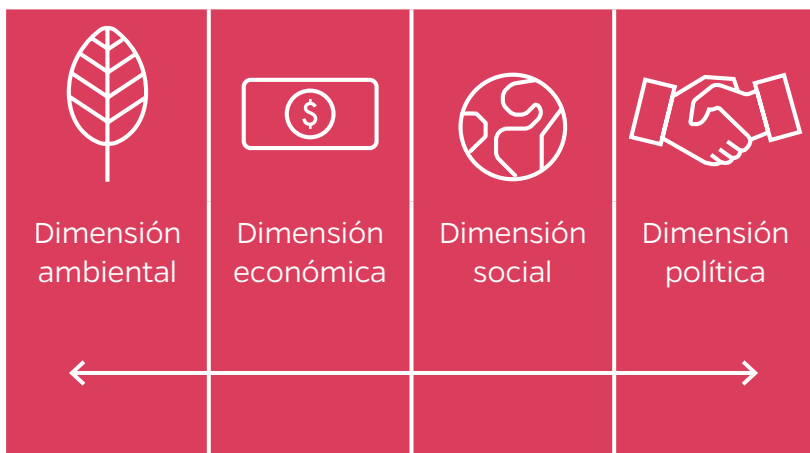 $
Dimensión
ambiental
Dimensión
económica
Dimensión
social
Dimensión
política